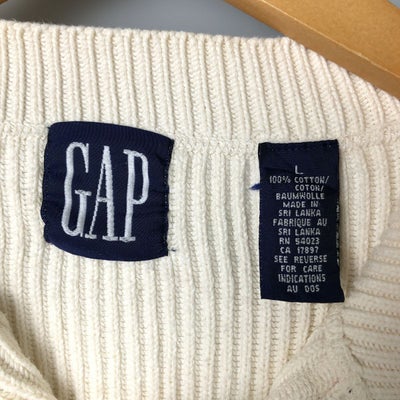 GAP
L
100% COTTON/
COTON/
BAUMWOLLE
MADE IN
SRI LANKA
FABRIQUE AU
SRI LANKA
RN 54023
CA 17897
SEE REVERSE
FOR CARE
INDICATIONS
AU DOS